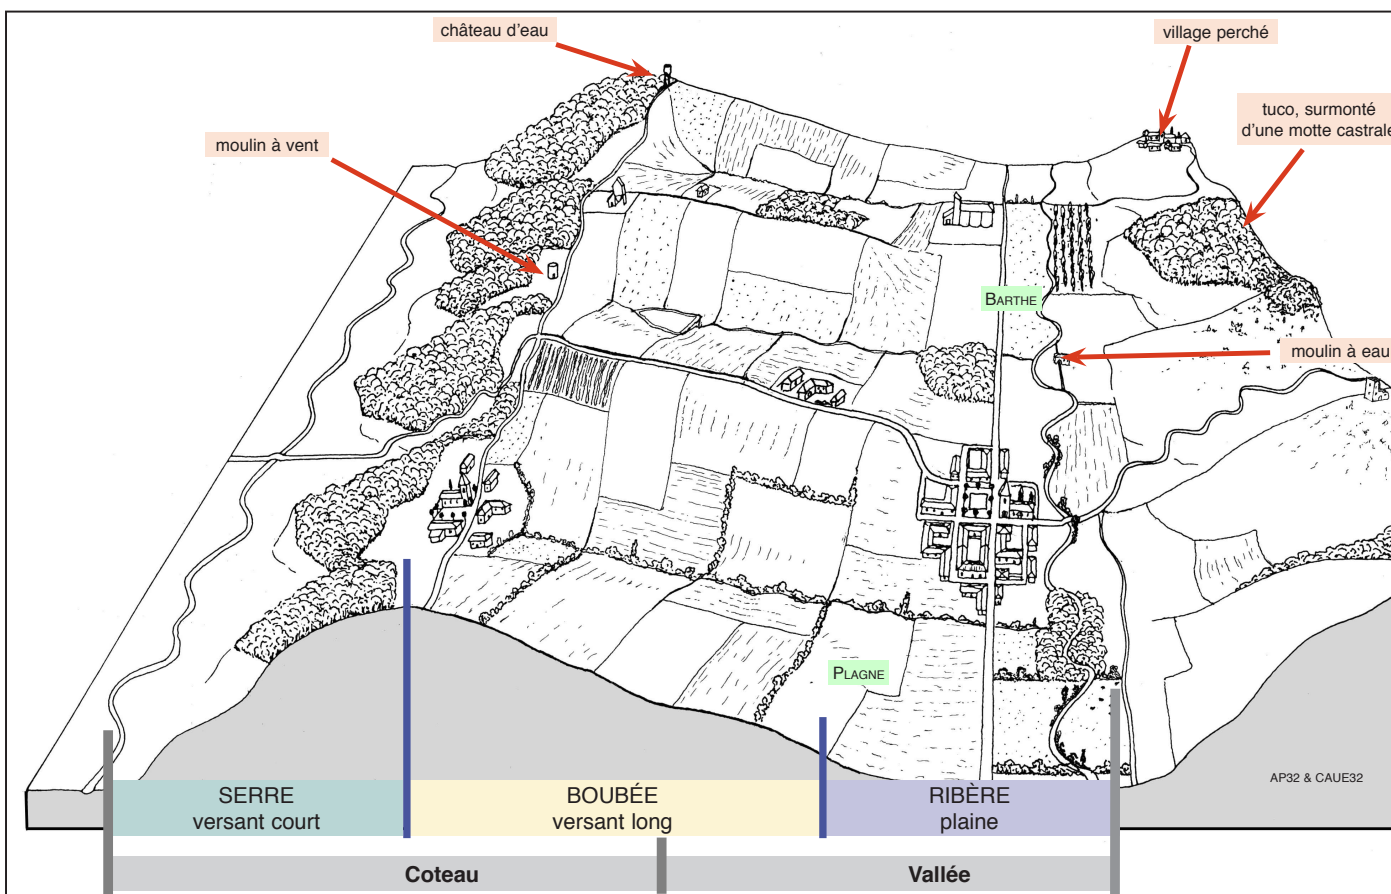 château d'eau
village perché
tuco, surmonté
d'une motte castrale
moulin à vent
BARTHE
moulin à eau
PLAGNE
AP32 & CAUE32
SERRE
versant court
BOUBÉE
versant long
RIBÈRE
plaine
Coteau
Vallée